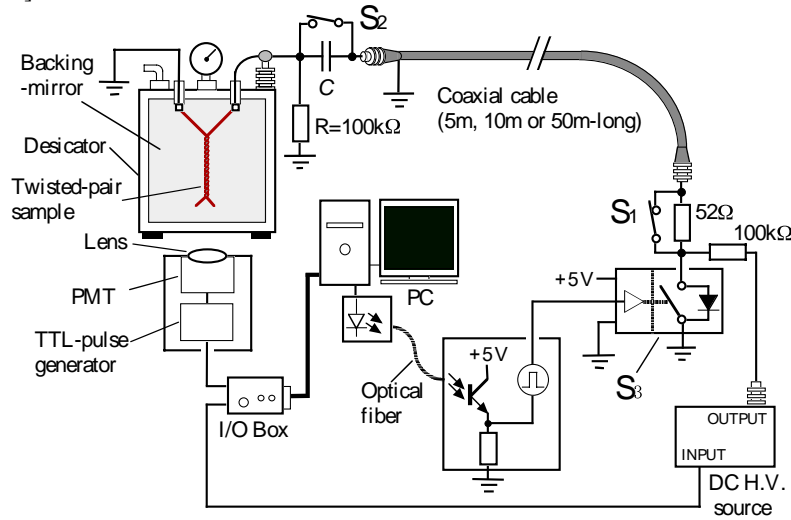 S2
Backing
-mirror
C
Coaxial cable
(5m, 10m or 50m-long)
R=100kΩ
Desicator
Twisted-pair
sample
S1
52Ω
100kΩ
Lens
+5V
PMT
PC
TTL-pulse
generator
+5V
S3
Optical
fiber
I/O Box
OUTPUT
INPUT
DC H.V.
source